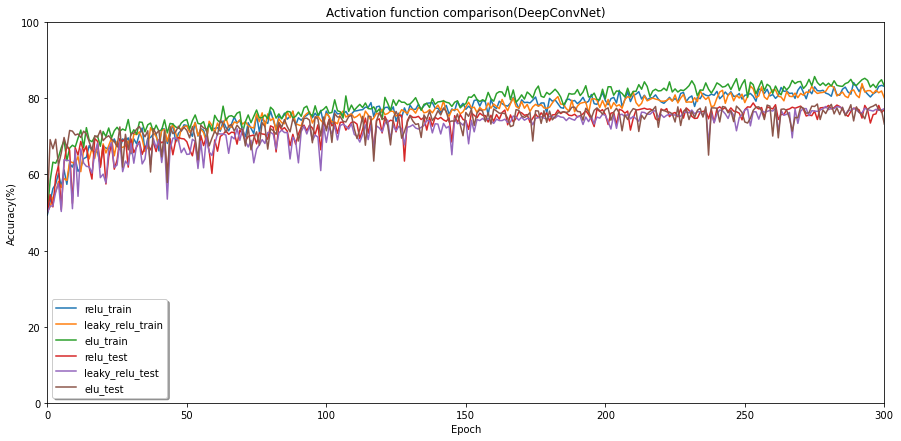 Activation function comparison(DeepConvNet)
100
80
60
40
20
0
Accuracy(%)
relu_train
leaky_relu_train
elu_train
relu_test
leaky_relu_test
elu_test
0 50 100 150 200 250 300
Epoch